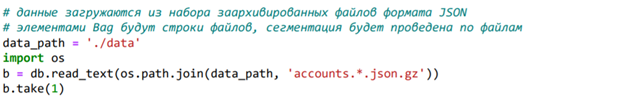 # данные загружаются из набора заархивированных файлов формата JSON
# элементами Bag будут строки файлов, сегментация будет проведена по файлам
data_path = './data'
import os
b = db.read_text(os.path.join(data_path, 'accounts.*.json.gz'))
b.take(1)